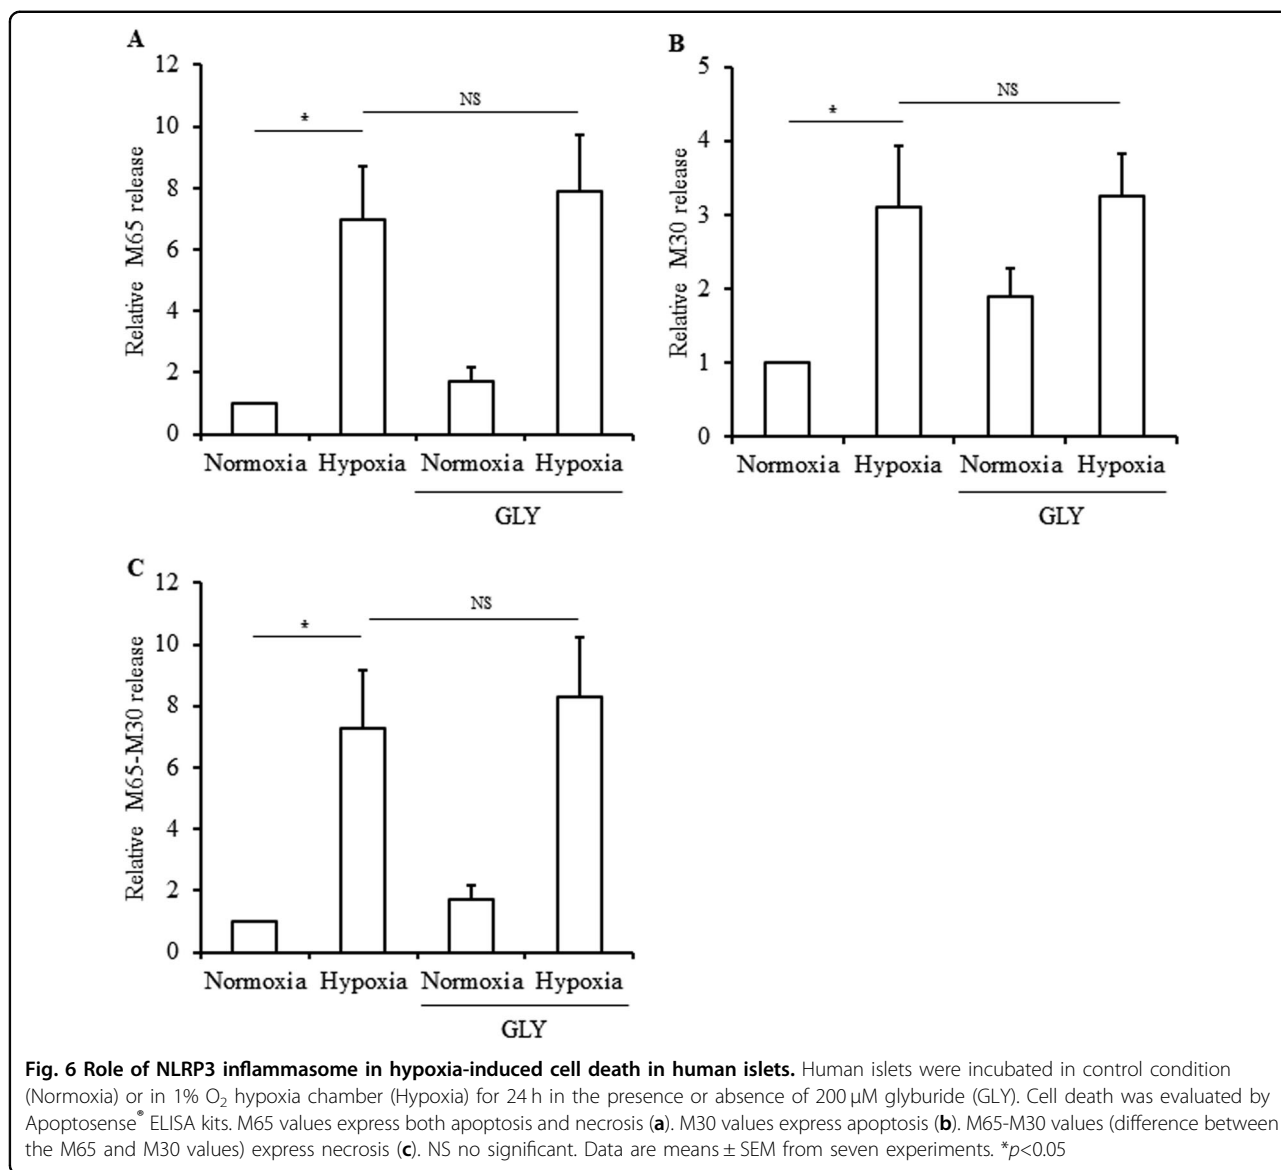 A
12
10
8
6
4
2
0
Relative M65 release
*
NS
Normoxia Hypoxia Normoxia Hypoxia
GLY
B
5
4
3
2
1
0
Relative M30 release
*
NS
Normoxia Hypoxia Normoxia Hypoxia
GLY
C
12
10
8
6
4
2
0
Relative M65-M30 release
*
NS
Normoxia Hypoxia Normoxia Hypoxia
GLY
Fig. 6 Role of NLRP3 inflammasome in hypoxia-induced cell death in human islets. Human islets were incubated in control condition
(Normoxia) or in 1% O₂ hypoxia chamber (Hypoxia) for 24 h in the presence or absence of 200 µM glyburide (GLY). Cell death was evaluated by
Apoptosense® ELISA kits. M65 values express both apoptosis and necrosis (a). M30 values express apoptosis (b). M65-M30 values (difference between
the M65 and M30 values) express necrosis (c). NS no significant. Data are means ± SEM from seven experiments. *p<0.05